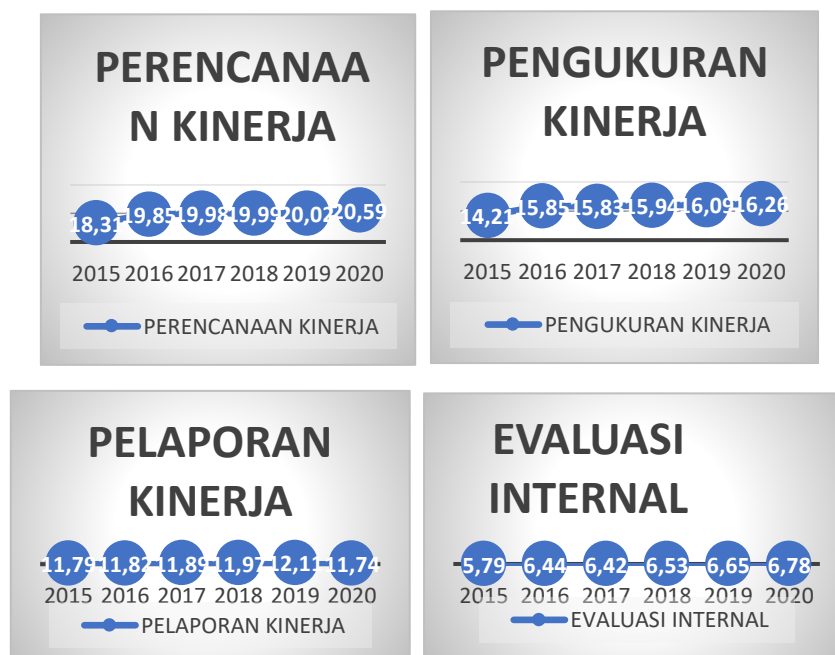 PERENCANAA
N KINERJA
18,31 19,85 19,98 19,99 20,02 20,59
2015 2016 2017 2018 2019 2020
PERENCANAAN KINERJA
PENGUKURAN
KINERJA
14,21 15,85 15,83 15,94 16,09 16,26
2015 2016 2017 2018 2019 2020
PENGUKURAN KINERJA
PELAPORAN
KINERJA
11,79 11,82 11,89 11,97 12,11 11,74
2015 2016 2017 2018 2019 2020
PELAPORAN KINERJA
EVALUASI
INTERNAL
5,79 6,44 6,42 6,53 6,65 6,78
2015 2016 2017 2018 2019 2020
EVALUASI INTERNAL